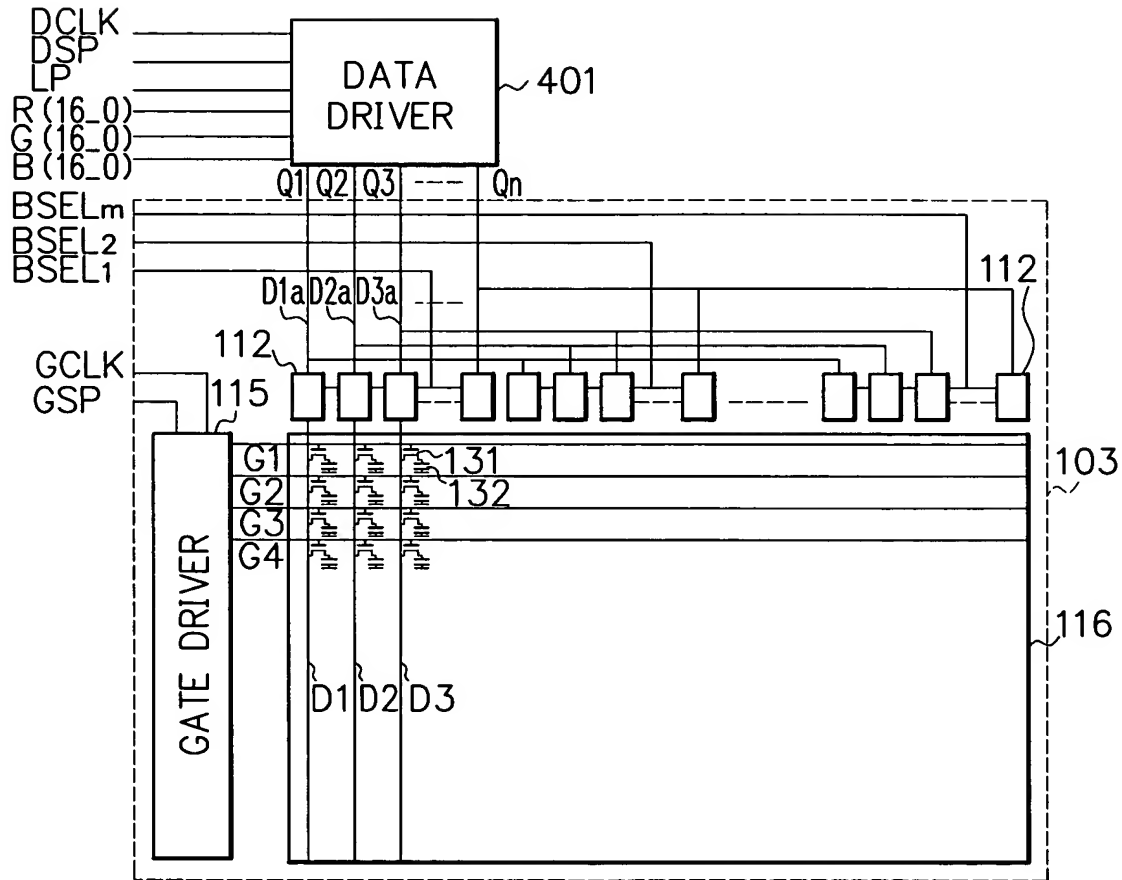 DCLK
DSP
LP
R(16_0)
G(16_0)
B(16_0)
DATA
DRIVER
401
Q1 Q2 Q3 Qn
BSELm
BSEL2
BSEL1
D1a D2a D3a
112
112
GCLK
GSP
115
G1
G2
G3
G4
131
132
103
GATE DRIVER
116
D1 D2 D3